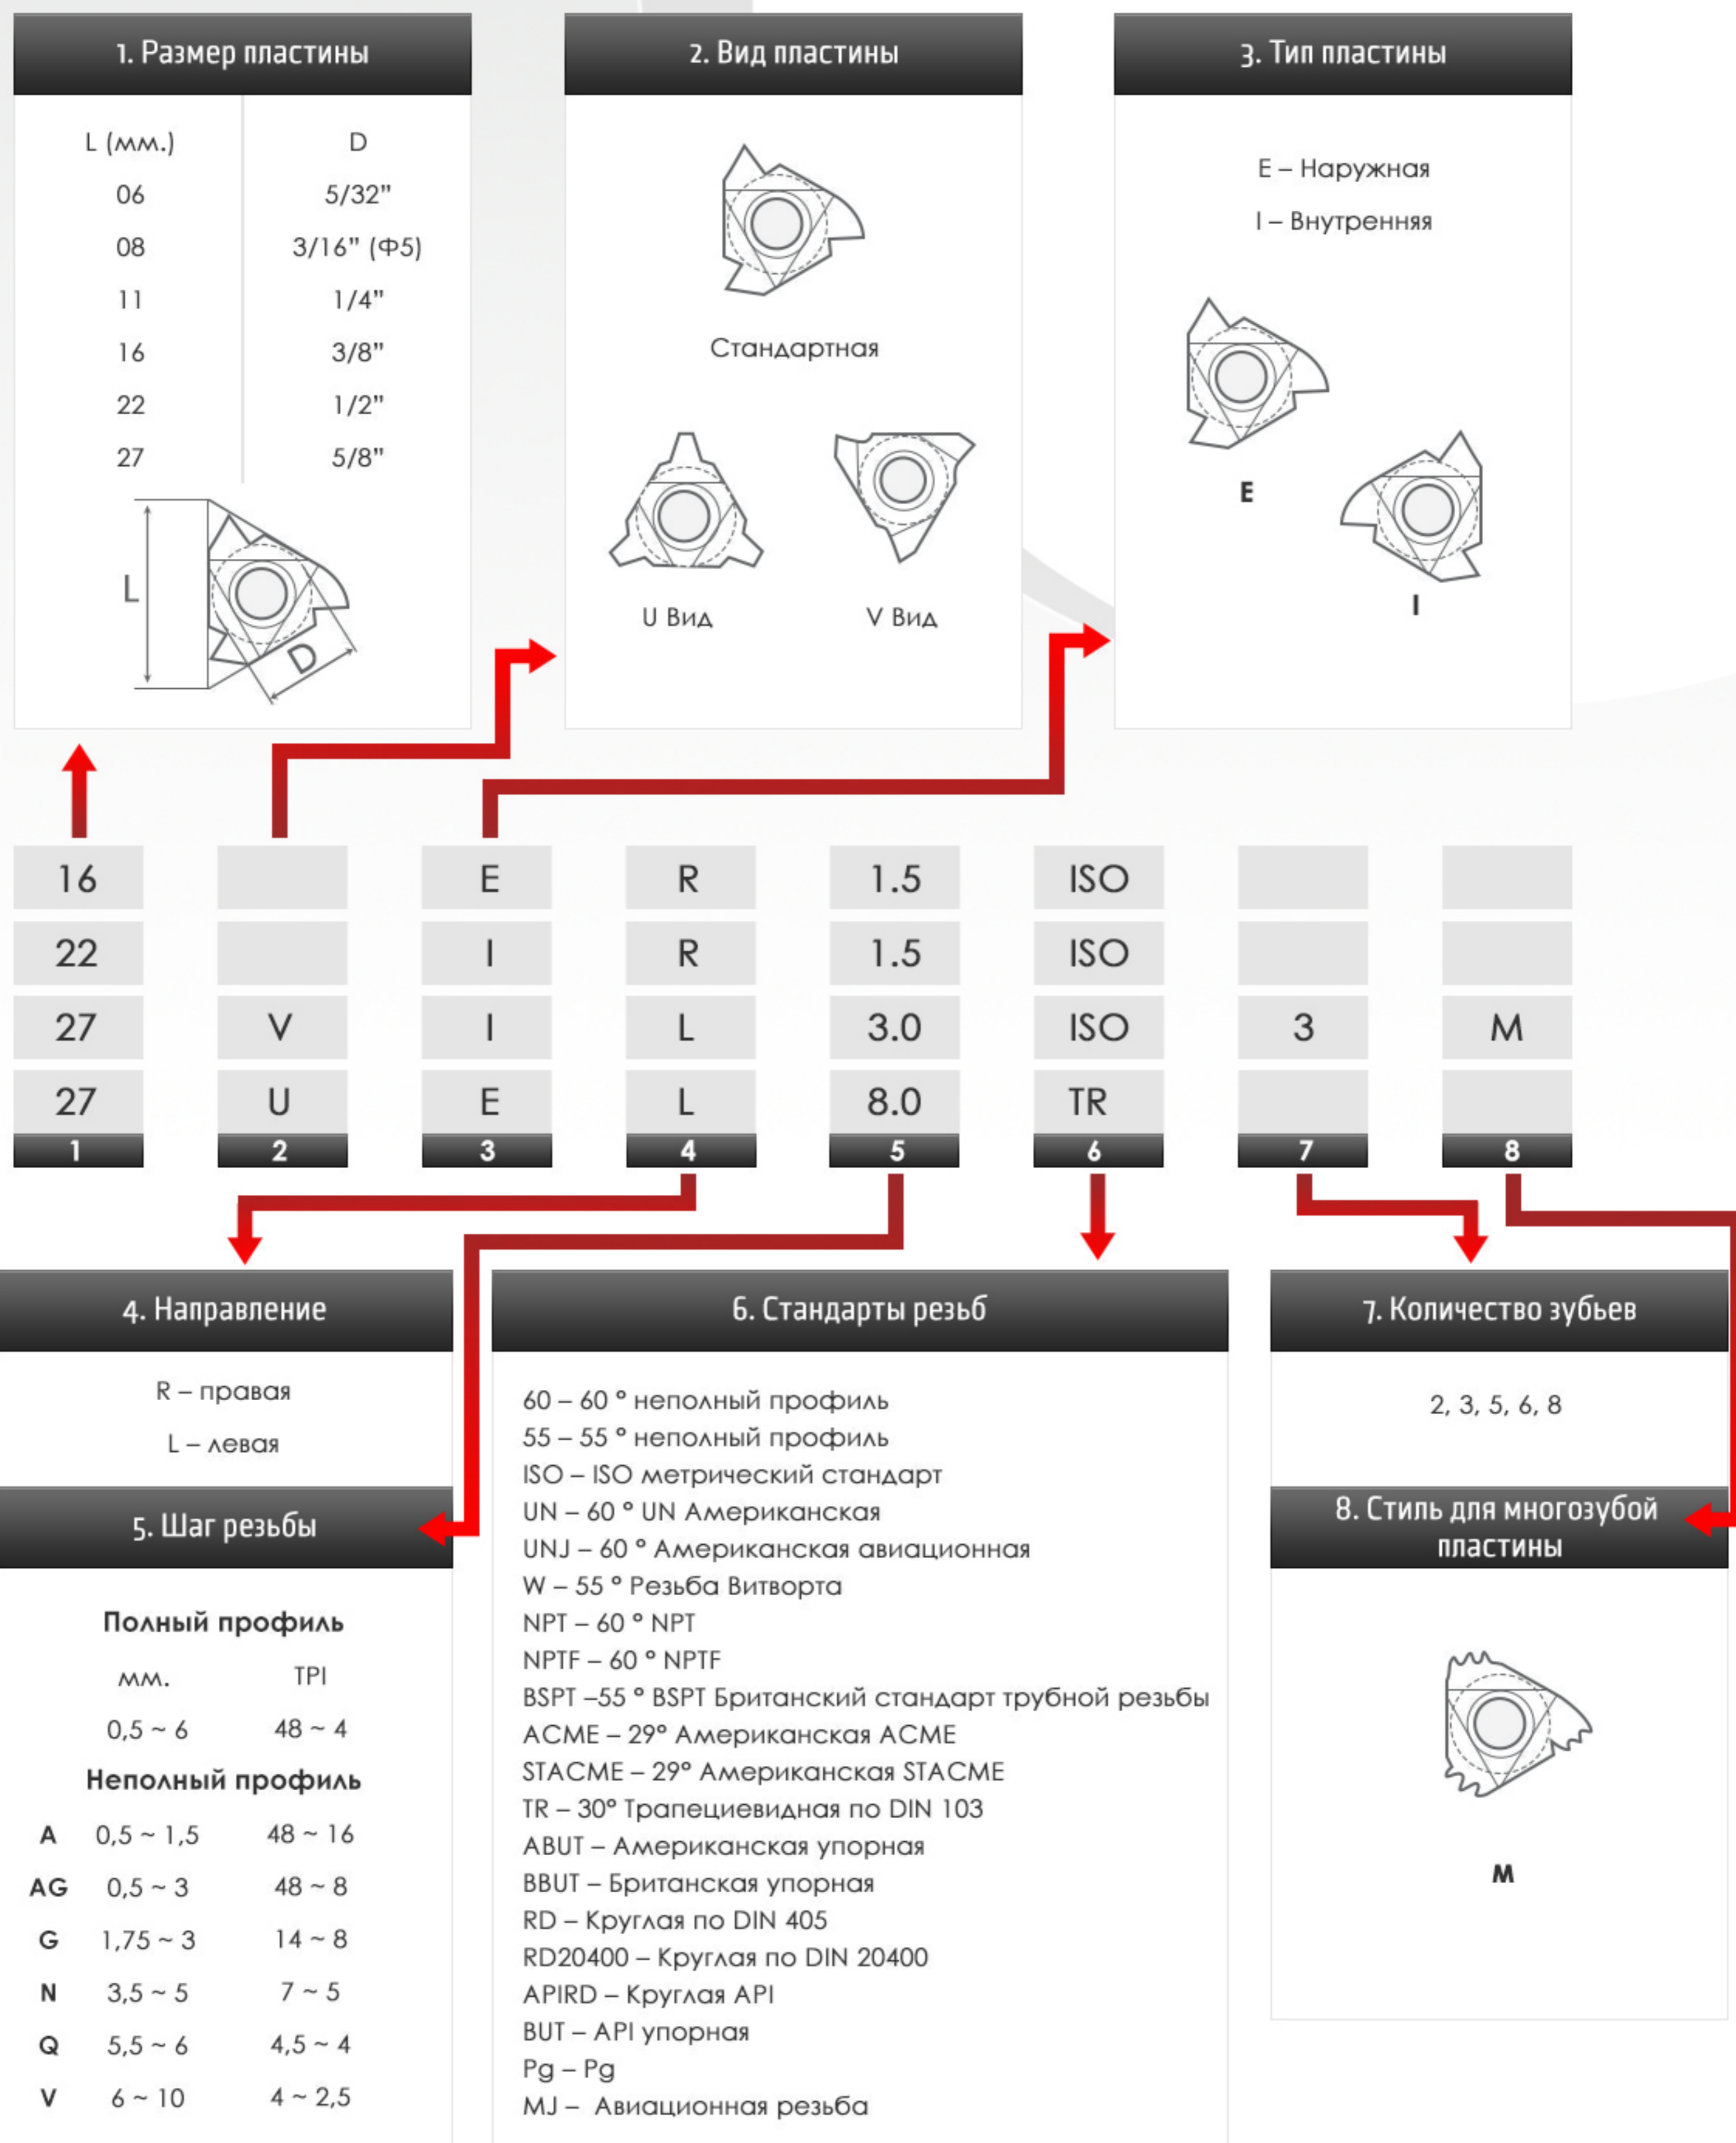 1. Размер пластины
L (мм.) D
06 5/32”
08 3/16” (Ф5)
11 1/4”
16 3/8”
22 1/2”
27 5/8”
L
D
2. Вид пластины
Стандартная
U Вид V Вид
3. Тип пластины
E – Наружная
I – Внутренняя
E
I
16 E R 1.5 ISO
22 I R 1.5 ISO
27 V I L 3.0 ISO 3 M
27 U E L 8.0 TR
1 2 3 4 5 6 7 8
4. Направление
R – правая
L – левая
5. Шаг резьбы
Полный профиль
мм. TPI
0,5 ~ 6 48 ~ 4
Неполный профиль
A 0,5 ~ 1,5 48 ~ 16
AG 0,5 ~ 3 48 ~ 8
G 1,75 ~ 3 14 ~ 8
N 3,5 ~ 5 7 ~ 5
Q 5,5 ~ 6 4,5 ~ 4
V 6 ~ 10 4 ~ 2,5
6. Стандарты резьб
60 – 60 ° неполный профиль
55 – 55 ° неполный профиль
ISO – ISO метрический стандарт
UN – 60 ° UN Американская
UNJ – 60 ° Американская авиационная
W – 55 ° Резьба Витворта
NPT – 60 ° NPT
NPTF – 60 ° NPTF
BSPT –55 ° BSPT Британский стандарт трубной резьбы
ACME – 29° Американская ACME
STACME – 29° Американская STACME
TR – 30° Трапециевидная по DIN 103
ABUT – Американская упорная
BBUT – Британская упорная
RD – Круглая по DIN 405
RD20400 – Круглая по DIN 20400
APIRD – Круглая API
BUT – API упорная
Pg – Pg
MJ – Авиационная резьба
7. Количество зубьев
2, 3, 5, 6, 8
8. Стиль для многозубой
пластины
M